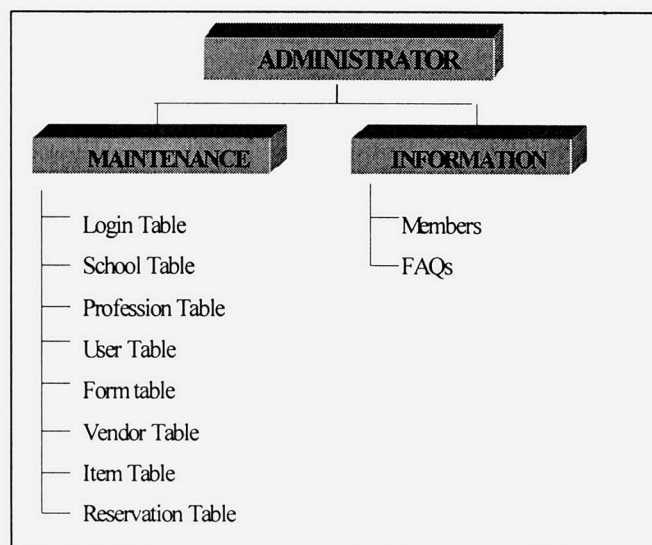 ADMINISTRATOR
MAINTENANCE
Login Table
School Table
Profession Table
User Table
Form table
Vendor Table
Item Table
Reservation Table
INFORMATION
Members
FAQs